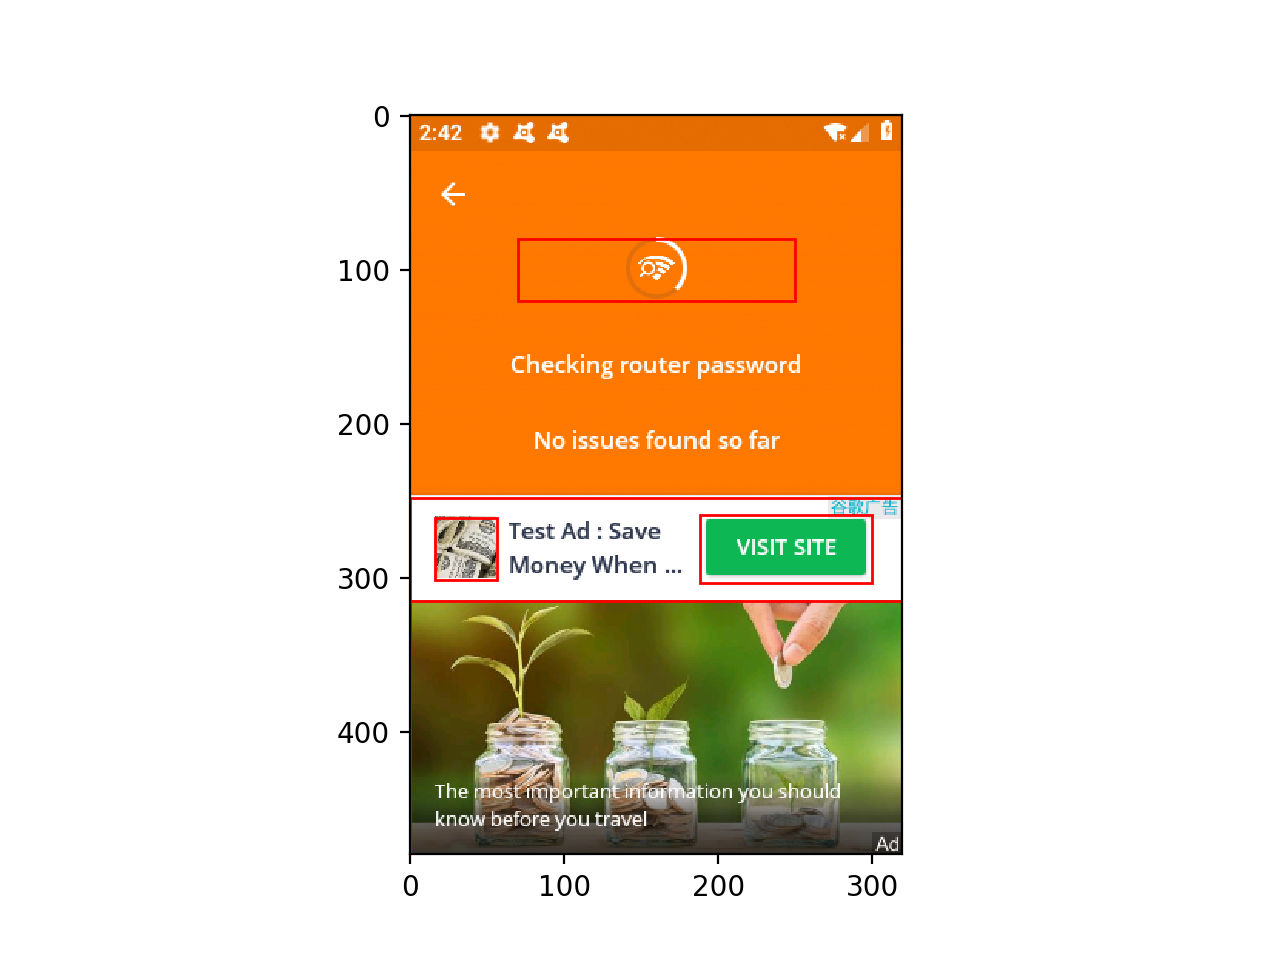 0
2:42
100
Checking router password
200
No issues found so far
谷歌广告
Test Ad : Save
Money When ...
VISIT SITE
300
400
The most important information you should
know before you travel
Ad
0 100 200 300